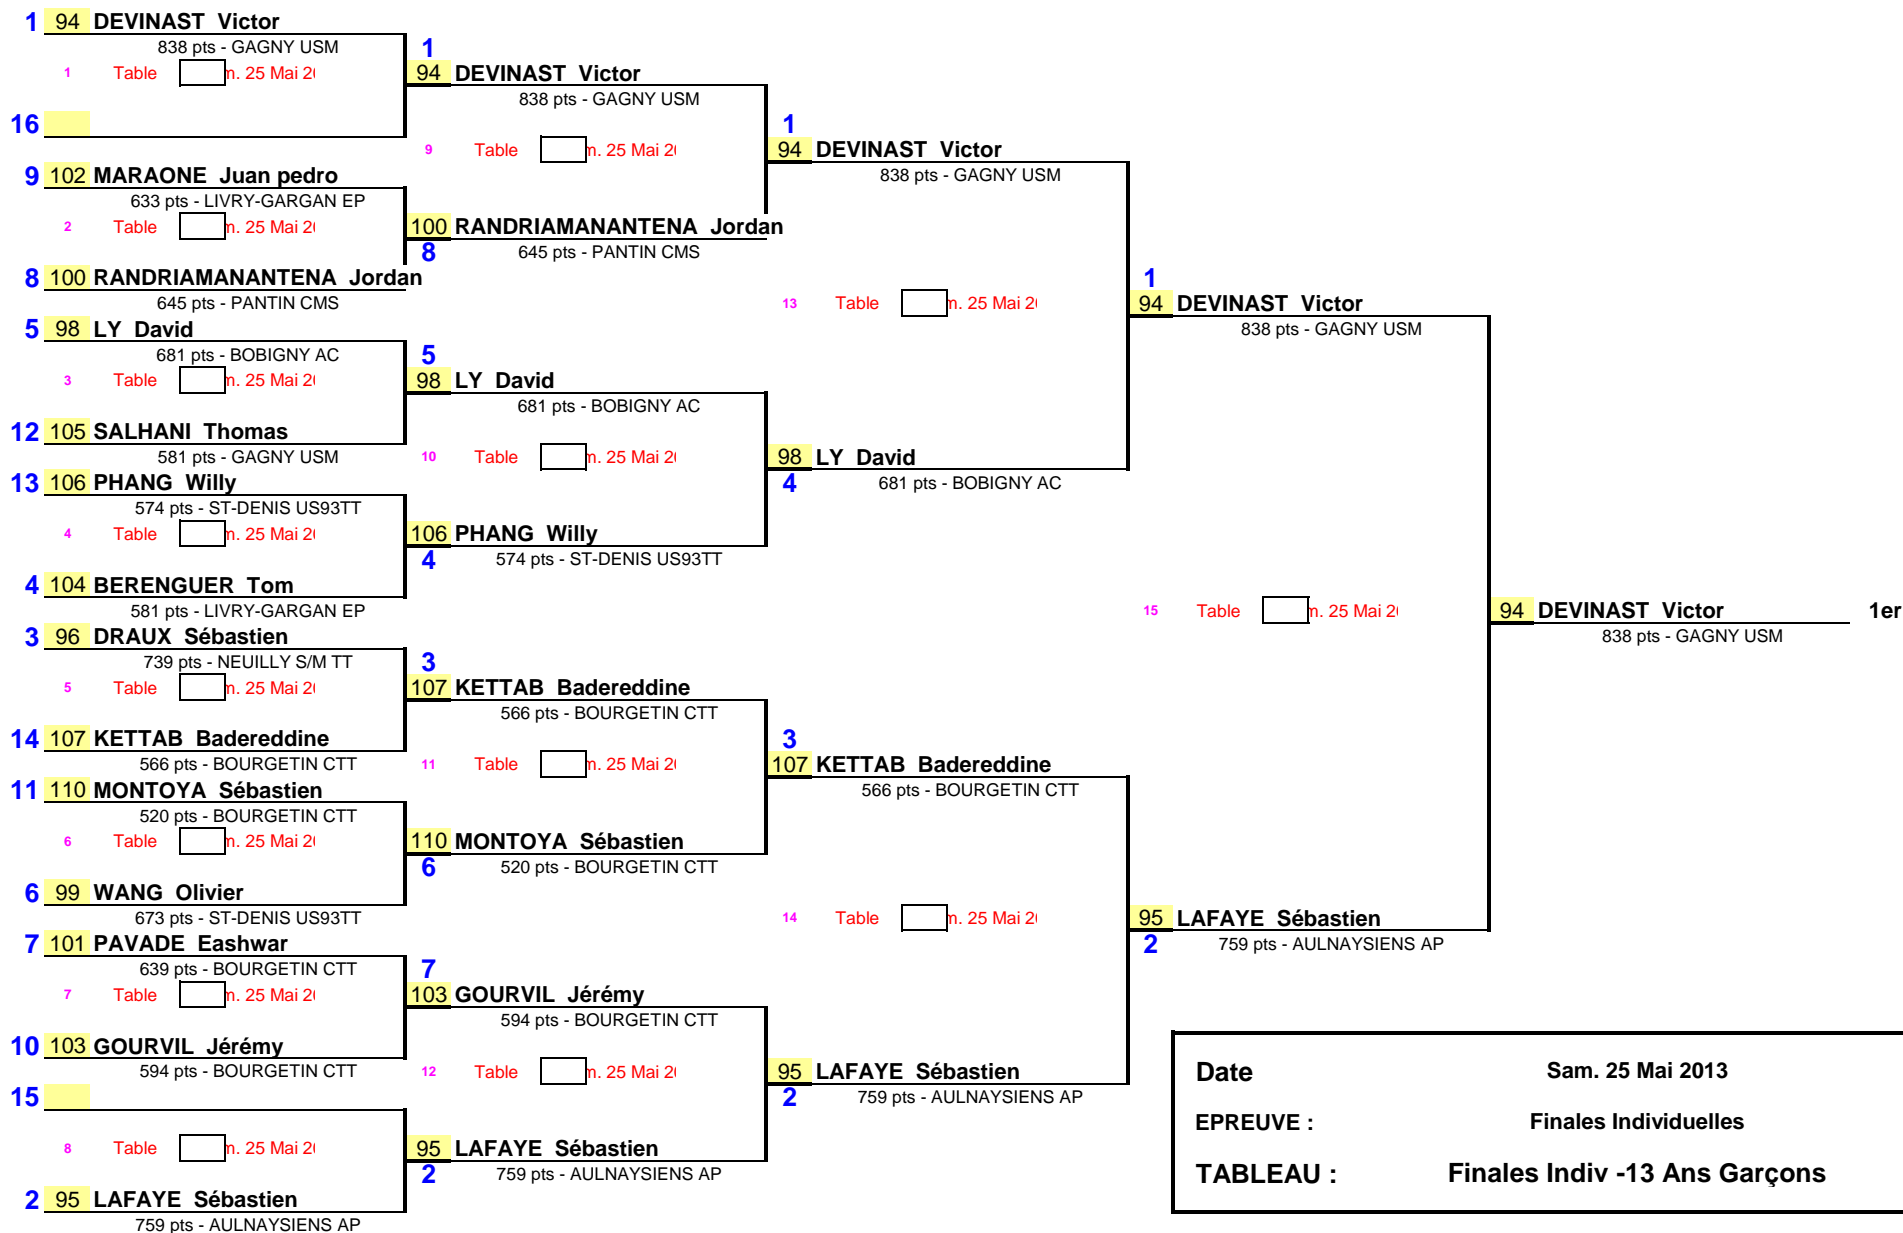 1 94 DEVINAST Victor
838 pts - GAGNY USM
1 Table m. 25 Mai 20
16
9 102 MARAONE Juan pedro
633 pts - LIVRY-GARGAN EP
2 Table m. 25 Mai 20
8 100 RANDRIAMANANTENA Jordan
645 pts - PANTIN CMS
5 98 LY David
681 pts - BOBIGNY AC
3 Table m. 25 Mai 20
12 105 SALHANI Thomas
581 pts - GAGNY USM
13 106 PHANG Willy
574 pts - ST-DENIS US93TT
4 Table m. 25 Mai 20
4 104 BERENGUER Tom
581 pts - LIVRY-GARGAN EP
3 96 DRAUX Sébastien
739 pts - NEUILLY S/M TT
5 Table m. 25 Mai 20
14 107 KETTAB Badereddine
566 pts - BOURGETIN CTT
11 110 MONTOYA Sébastien
520 pts - BOURGETIN CTT
6 Table m. 25 Mai 20
6 99 WANG Olivier
673 pts - ST-DENIS US93TT
7 101 PAVADE Eashwar
639 pts - BOURGETIN CTT
7 Table m. 25 Mai 20
10 103 GOURVIL Jérémy
594 pts - BOURGETIN CTT
15
8 Table m. 25 Mai 20
2 95 LAFAYE Sébastien
759 pts - AULNAYSIENS AP
1
94 DEVINAST Victor
838 pts - GAGNY USM
9 Table m. 25 Mai 20
100 RANDRIAMANANTENA Jordan
8
645 pts - PANTIN CMS
5
98 LY David
681 pts - BOBIGNY AC
10 Table m. 25 Mai 20
106 PHANG Willy
4
574 pts - ST-DENIS US93TT
3
107 KETTAB Badereddine
566 pts - BOURGETIN CTT
11 Table m. 25 Mai 20
110 MONTOYA Sébastien
6
520 pts - BOURGETIN CTT
7
103 GOURVIL Jérémy
594 pts - BOURGETIN CTT
12 Table m. 25 Mai 20
95 LAFAYE Sébastien
2
759 pts - AULNAYSIENS AP
1
94 DEVINAST Victor
838 pts - GAGNY USM
13 Table m. 25 Mai 20
98 LY David
4
681 pts - BOBIGNY AC
3
107 KETTAB Badereddine
566 pts - BOURGETIN CTT
14 Table m. 25 Mai 20
95 LAFAYE Sébastien
2
759 pts - AULNAYSIENS AP
1
94 DEVINAST Victor
838 pts - GAGNY USM
15 Table m. 25 Mai 20
95 LAFAYE Sébastien
2
759 pts - AULNAYSIENS AP
94 DEVINAST Victor 1er
838 pts - GAGNY USM
Date Sam. 25 Mai 2013
EPREUVE : Finales Individuelles
TABLEAU : Finales Indiv -13 Ans Garçons